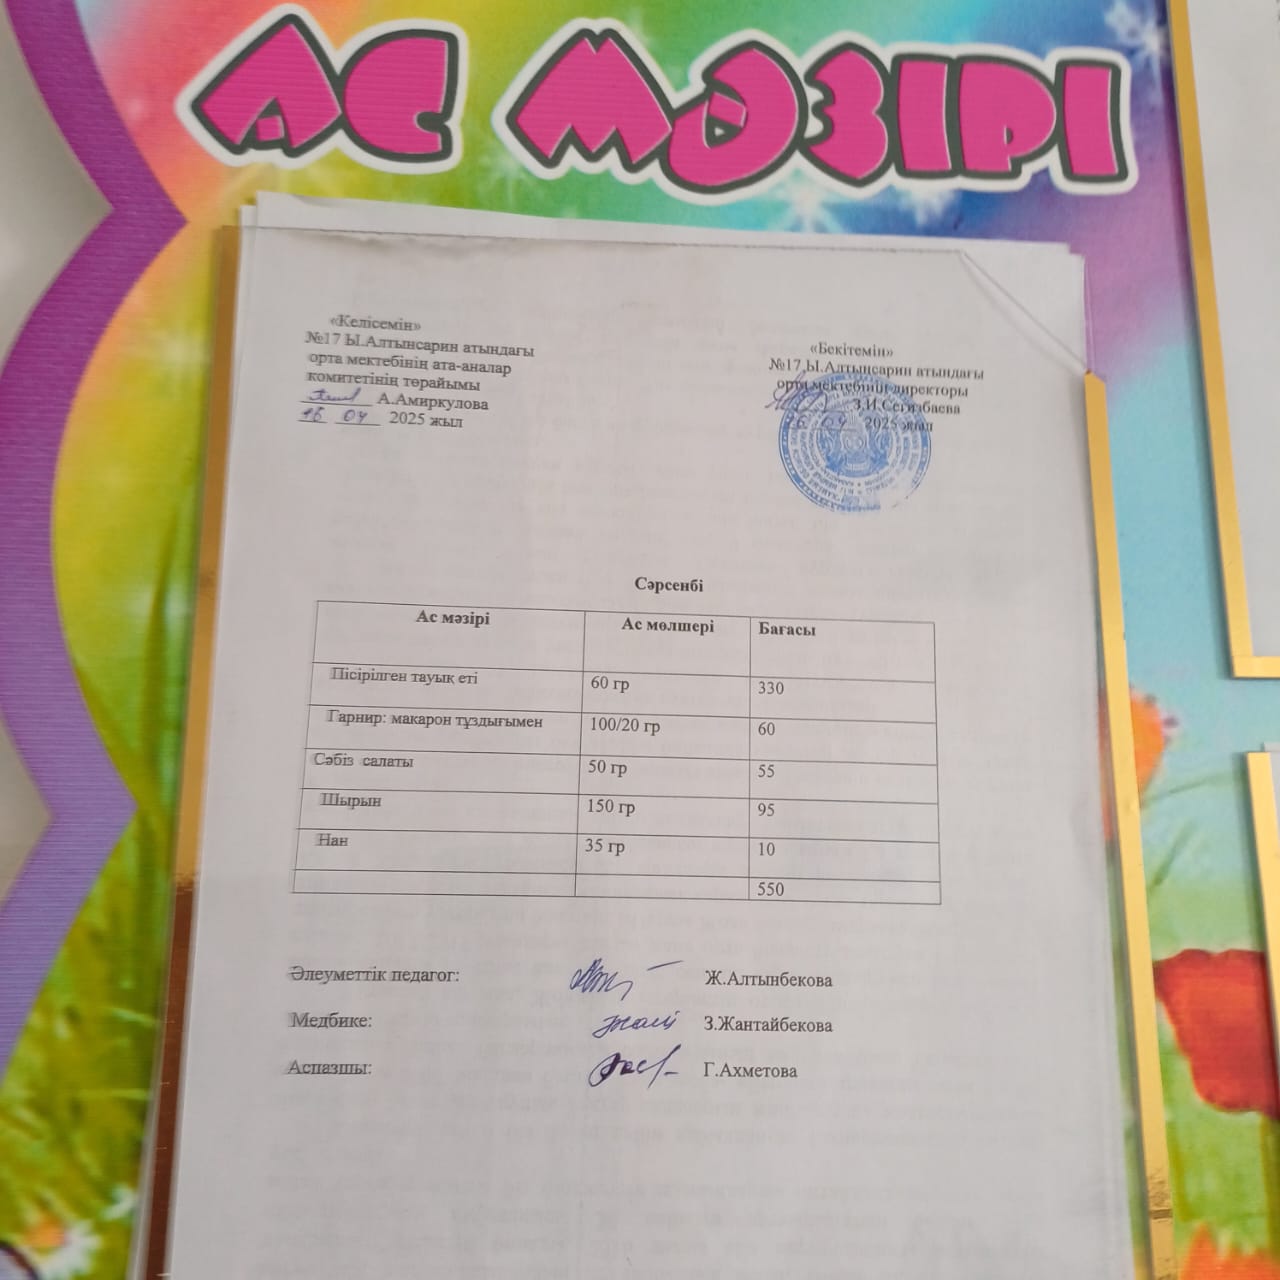 АС МӘЗІРІ
«Келісемін»
№17 Ы.Алтынсарин атындағы
орта мектебінің ата-аналар
комитетінің төрайымы
А.Амиркулова
16 04 2025 жыл
«Бекітемін»
№17 Ы.Алтынсарин атындағы
орта мектебінің директоры
З.И.Сегизбаева
16 04 2025 жыл
Сәрсенбі
Ас мәзірі Ас мөлшері Бағасы
Пісірілген тауық еті 60 гр 330
Гарнир: макарон тұздығымен 100/20 гр 60
Сәбіз салаты 50 гр 55
Шырын 150 гр 95
Нан 35 гр 10
550
Әлеуметтік педагог: Ж.Алтынбекова
Медбике: З.Жантайбекова
Аспазшы: Г.Ахметова